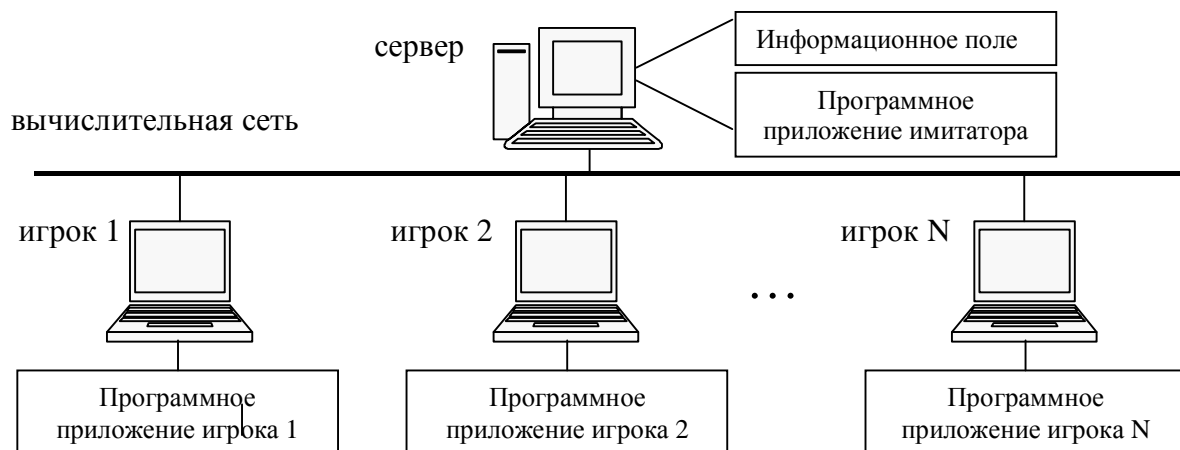 сервер
Информационное поле
Программное
приложение имитатора
вычислительная сеть
игрок 1
игрок 2
игрок N
...
Программное
приложение игрока 1
Программное
приложение игрока 2
Программное
приложение игрока N